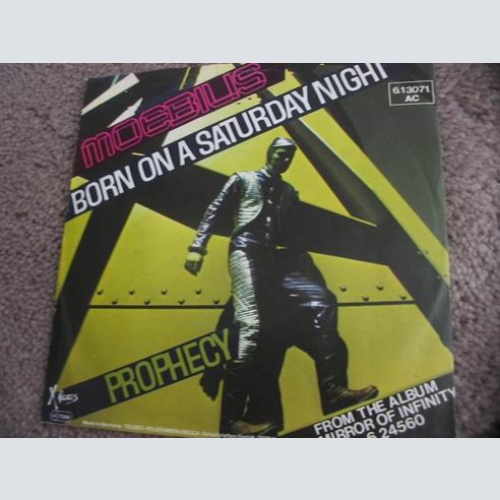 MOEBIUS
BORN ON A SATURDAY NIGHT
6.13071
AC
PROPHECY
FROM THE ALBUM
MIRROR OF INFINITY
6.24560